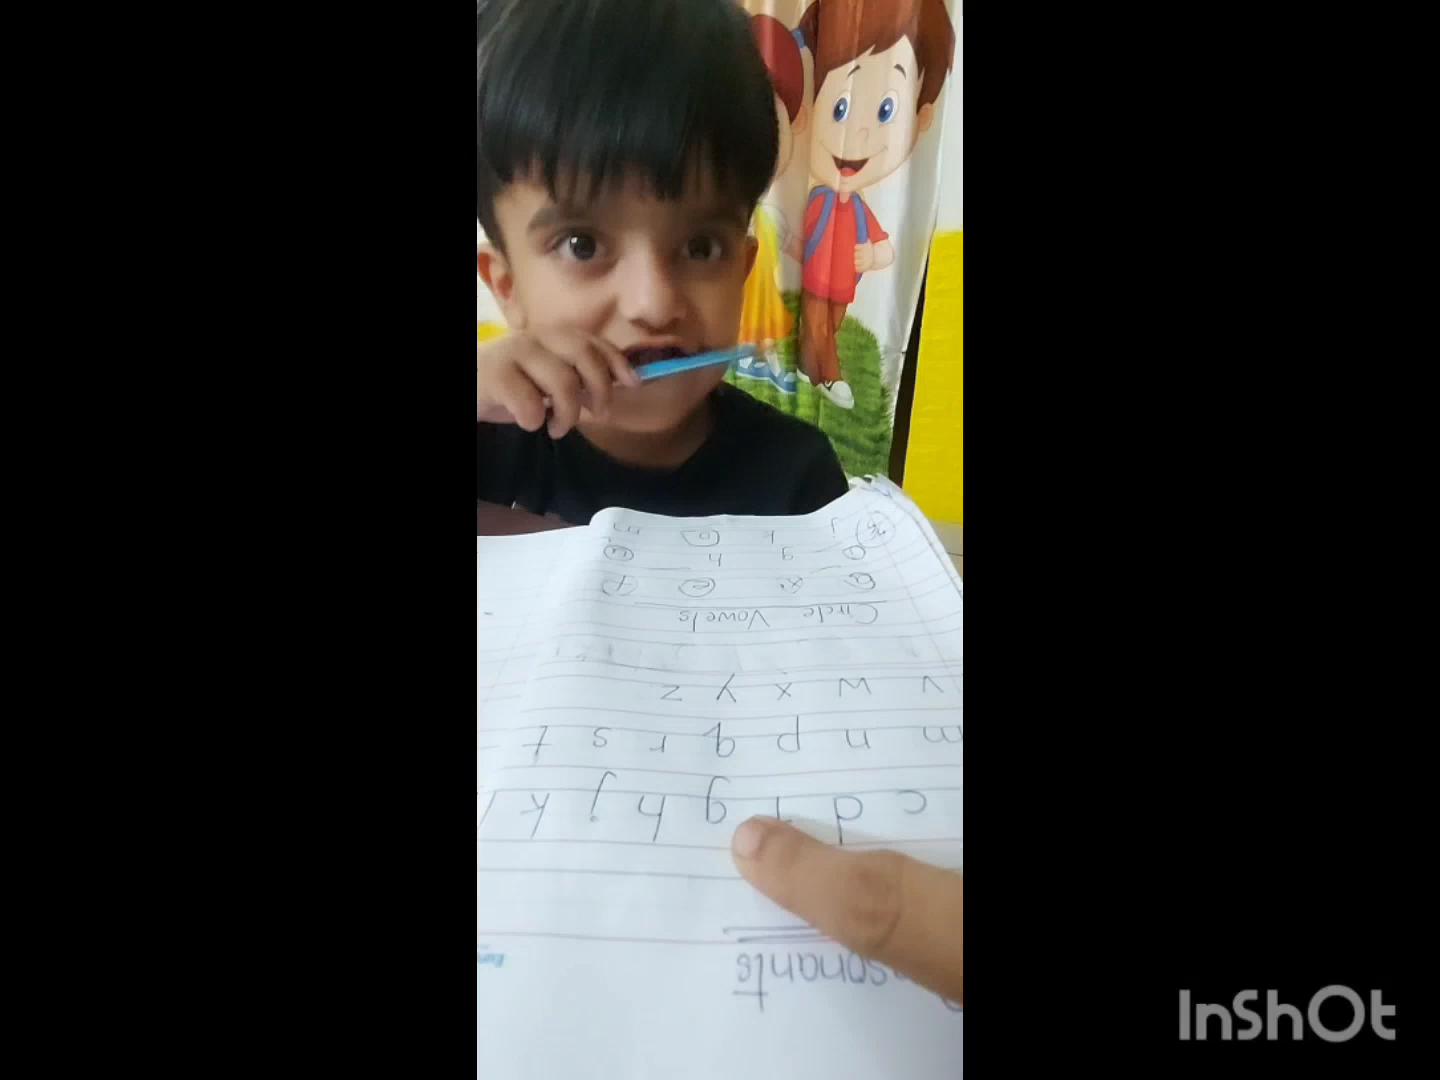 c d f g h j k l
m n p q r s t
v w x y z
Circle Vowels
a x e f
g h u
j k o m
InShOt